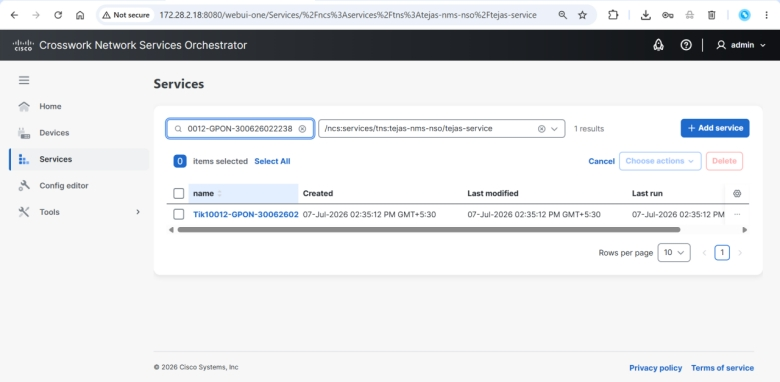 Not secure
172.28.2.18:8080/webui-one/Services/%2Fncs%3Aservices%2Ftns%3Atejas-nms-nso%2Ftejas-service
CISCO Crosswork Network Services Orchestrator
admin
Home
Devices
Services
Config editor
Tools
Services
0012-GPON-300626022238
/ncs:services/tns:tejas-nms-nso/tejas-service
1 results
+ Add service
0 items selected Select All
Cancel Choose actions Delete
name Created Last modified Last run
Tik10012-GPON-30062602 07-Jul-2026 02:35:12 PM GMT+5:30 07-Jul-2026 02:35:12 PM GMT+5:30 07-Jul-2026 02:35:12 PM ...
Rows per page 10 1
© 2026 Cisco Systems, Inc
Privacy policy Terms of service